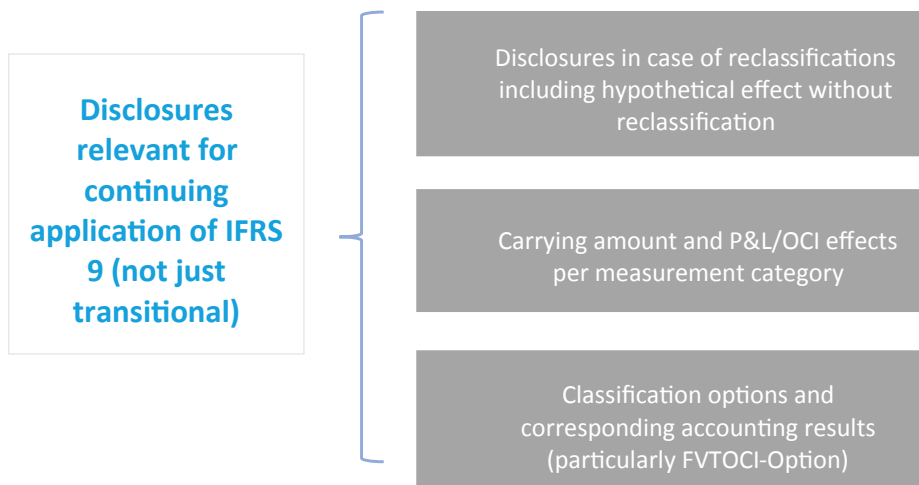 Disclosures
relevant for
continuing
application of IFRS
9 (not just
transitional)
Disclosures in case of reclassifications
including hypothetical effect without
reclassification
Carrying amount and P&L/OCI effects
per measurement category
Classification options and
corresponding accounting results
(particularly FVTOCI-Option)